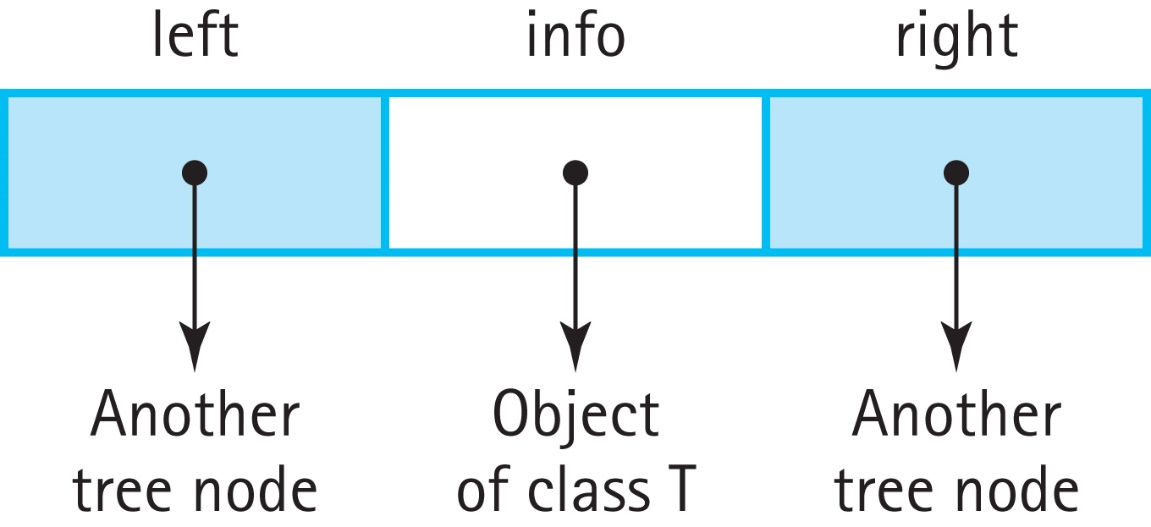 left info right
Another Object Another
tree node of class T tree node